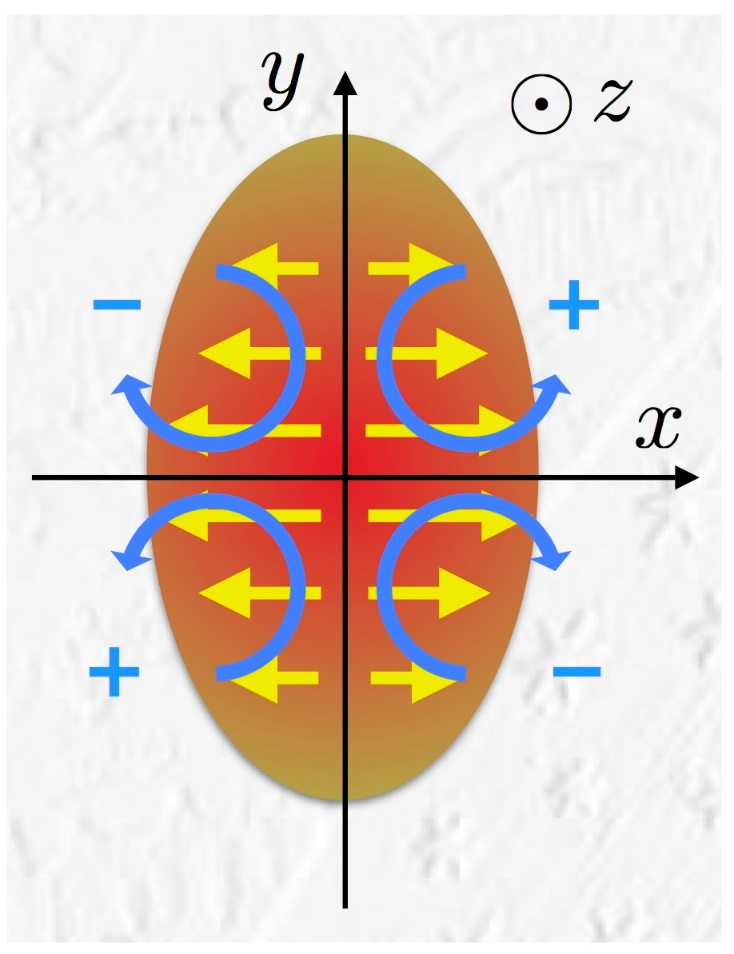 y
⊙ z
− +
x
+ −